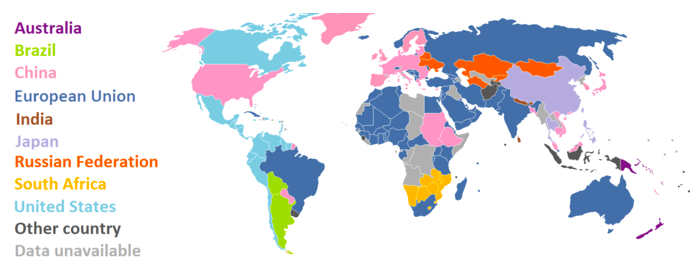 Australia
Brazil
China
European Union
India
Japan
Russian Federation
South Africa
United States
Other country
Data unavailable